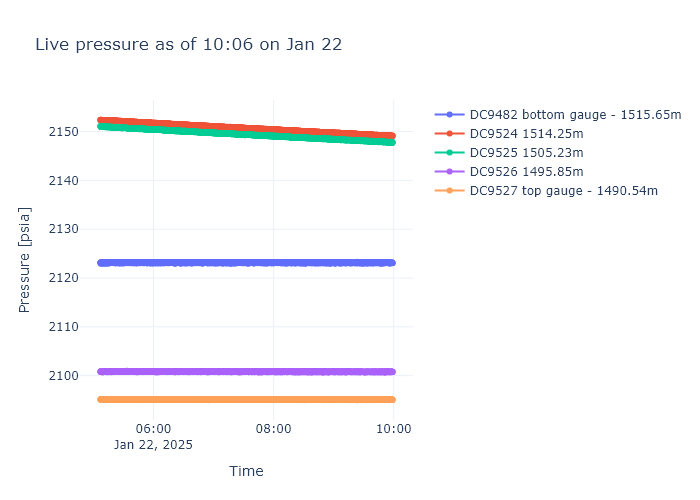 Live pressure as of 10:06 on Jan 22
DC9482 bottom gauge - 1515.65m
DC9524 1514.25m
DC9525 1505.23m
DC9526 1495.85m
DC9527 top gauge - 1490.54m
Pressure [psia]
2150
2140
2130
2120
2110
2100
06:00
08:00
10:00
Jan 22, 2025
Time